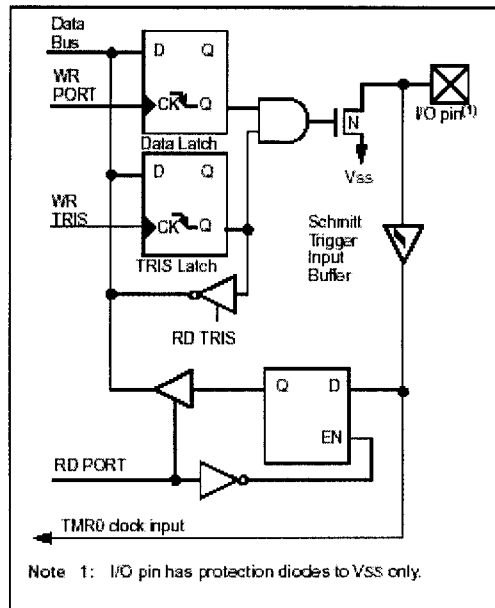 Data
Bus
D Q
WR
PORT
CK Q
N
I/O pin(1)
Data Latch
VSS
D Q
WR
TRIS
CK Q
Schmitt
Trigger
Input
Buffer
TRIS Latch
RD TRIS
Q D
EN
RD PORT
TMR0 clock input
Note 1: I/O pin has protection diodes to VSS only.